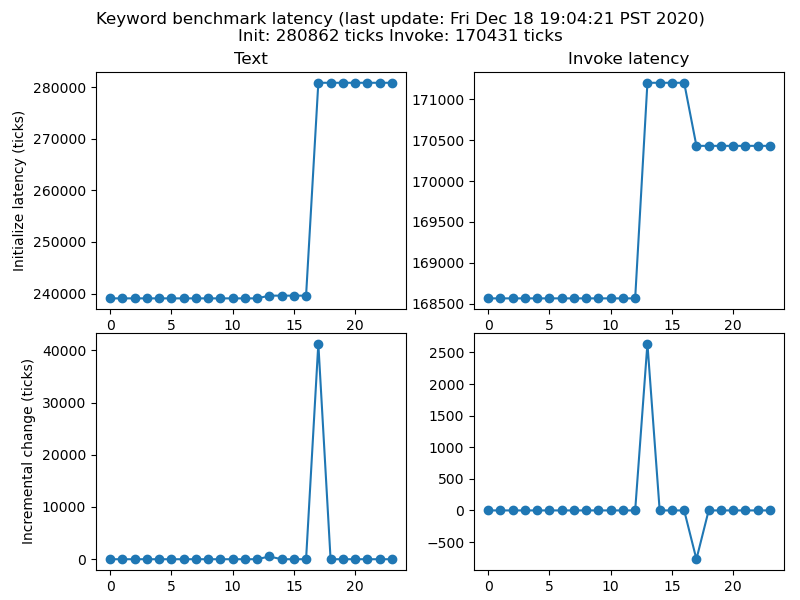 Keyword benchmark latency (last update: Fri Dec 18 19:04:21 PST 2020)
Init: 280862 ticks Invoke: 170431 ticks
Text
Initialize latency (ticks)
280000
270000
260000
250000
240000
0 5 10 15 20
Invoke latency
171000
170500
170000
169500
169000
168500
0 5 10 15 20
Incremental change (ticks)
40000
30000
20000
10000
0
0 5 10 15 20
2500
2000
1500
1000
500
0
−500
0 5 10 15 20